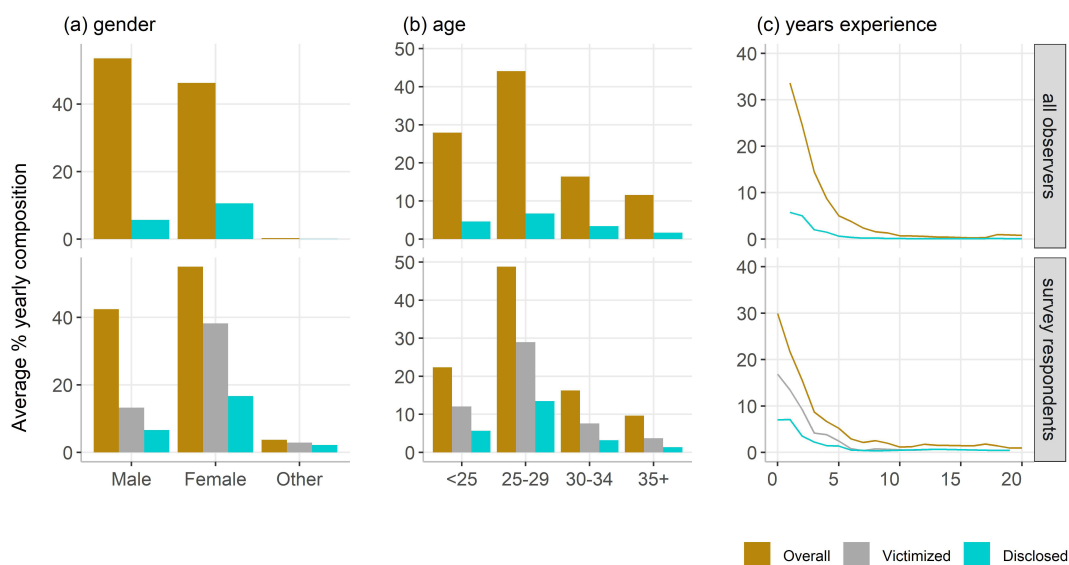 (a) gender
(b) age
(c) years experience
Average % yearly composition
40
20
0
50
40
30
20
10
0
40
30
20
10
0
all observers
40
20
0
50
40
30
20
10
0
40
30
20
10
0
survey respondents
Male Female Other
<25 25-29 30-34 35+
0 5 10 15 20
Overall Victimized Disclosed